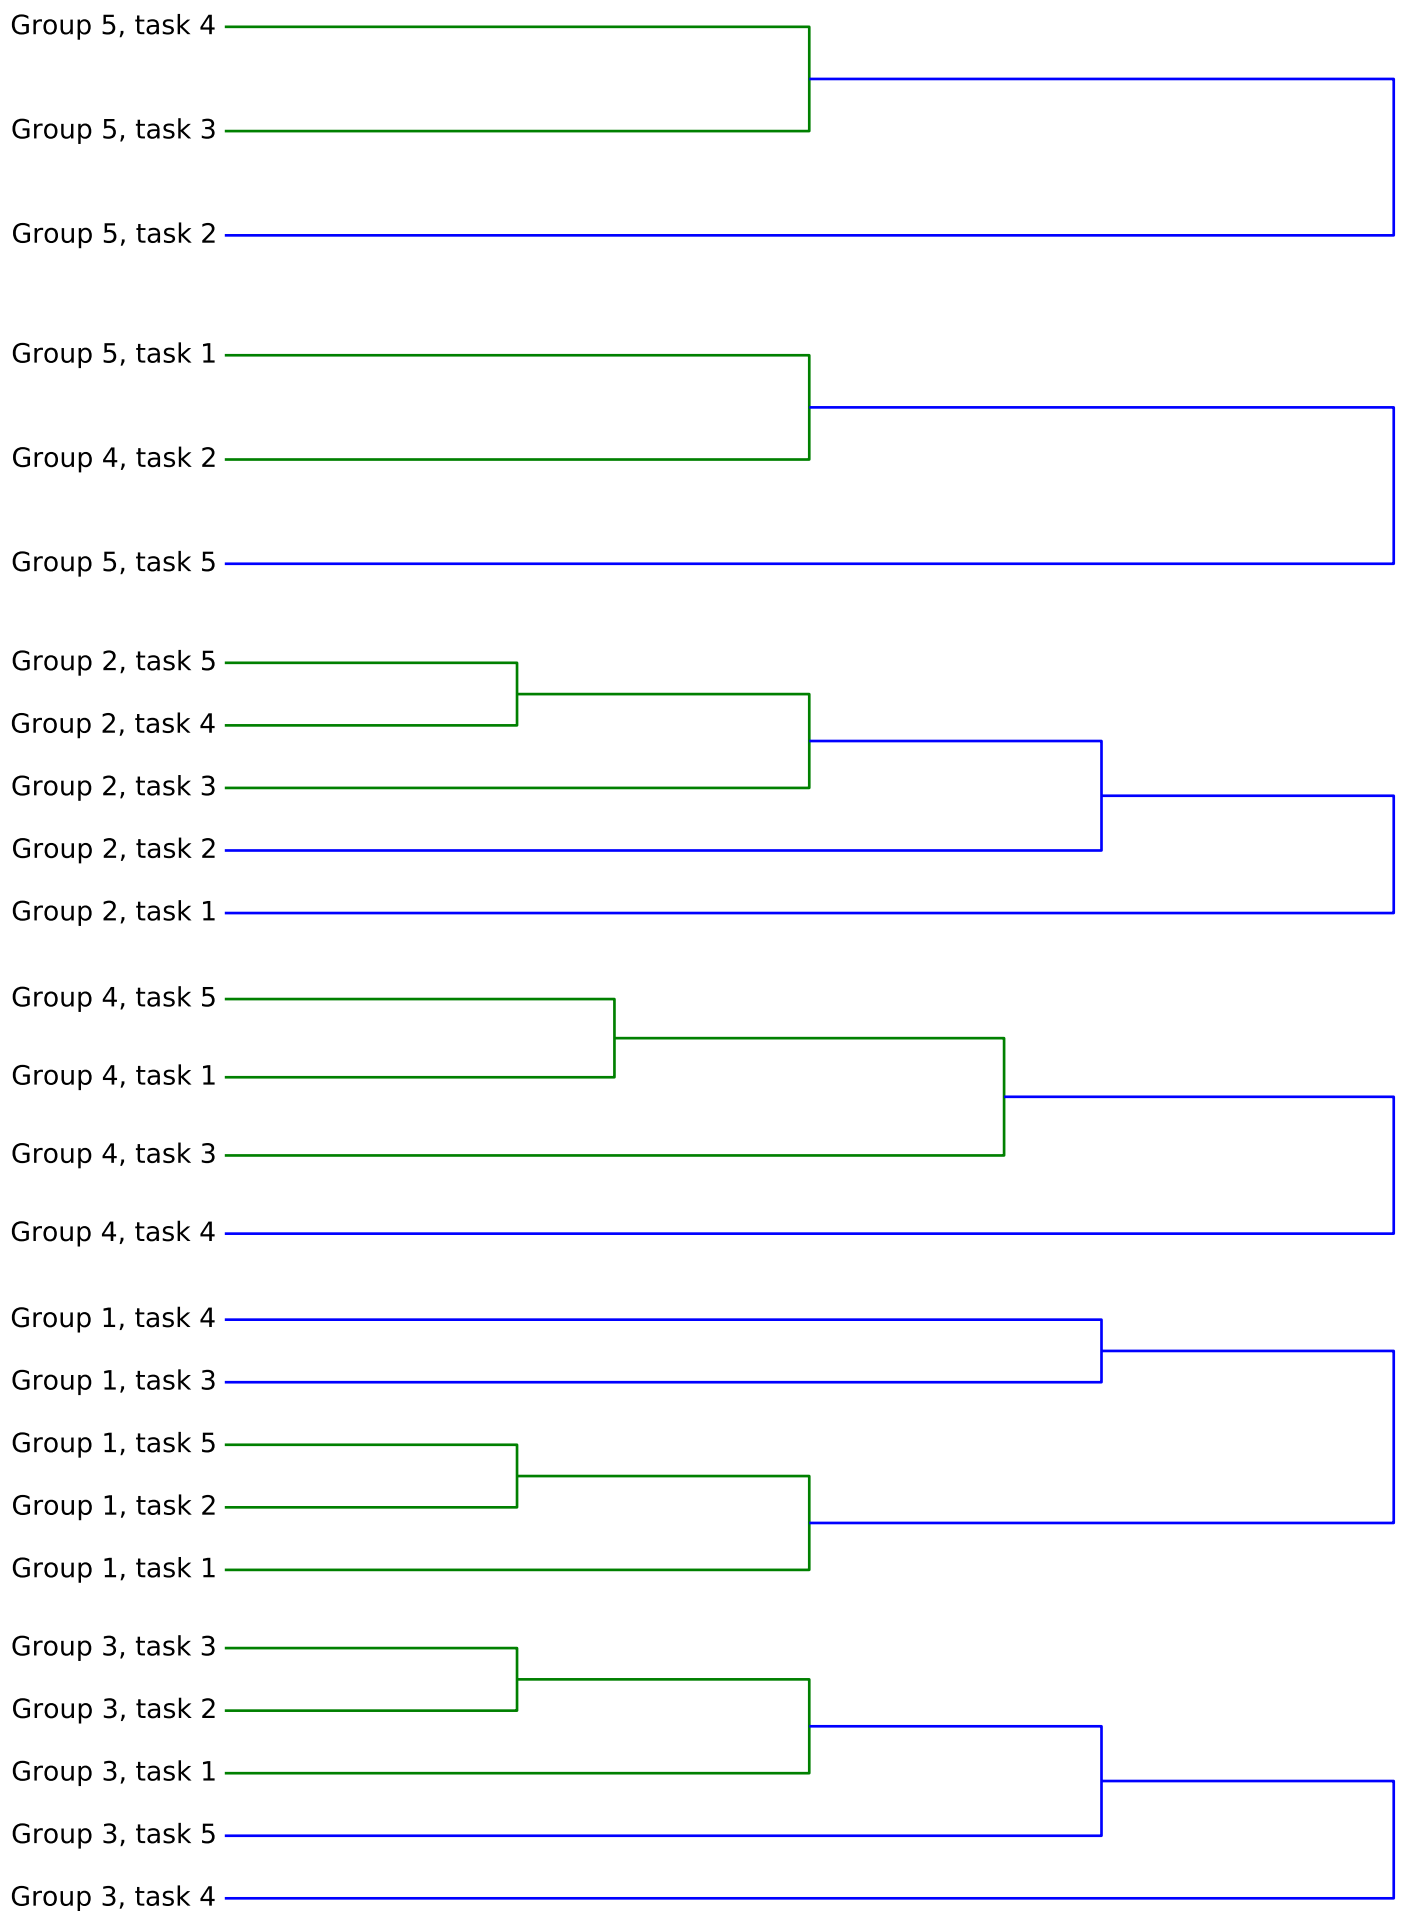 Group 5, task 4
Group 5, task 3
Group 5, task 2
Group 5, task 1
Group 4, task 2
Group 5, task 5
Group 2, task 5
Group 2, task 4
Group 2, task 3
Group 2, task 2
Group 2, task 1
Group 4, task 5
Group 4, task 1
Group 4, task 3
Group 4, task 4
Group 1, task 4
Group 1, task 3
Group 1, task 5
Group 1, task 2
Group 1, task 1
Group 3, task 3
Group 3, task 2
Group 3, task 1
Group 3, task 5
Group 3, task 4